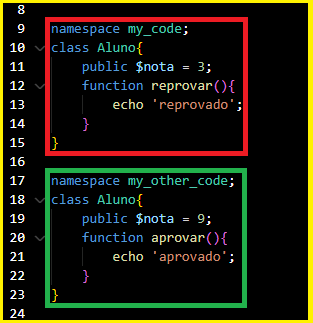 8
9 namespace my_code;
10 class Aluno{
11 public $nota = 3;
12 function reprovar(){
13 echo 'reprovado';
14 }
15 }
16
17 namespace my_other_code;
18 class Aluno{
19 public $nota = 9;
20 function aprovar(){
21 echo 'aprovado';
22 }
23 }
24